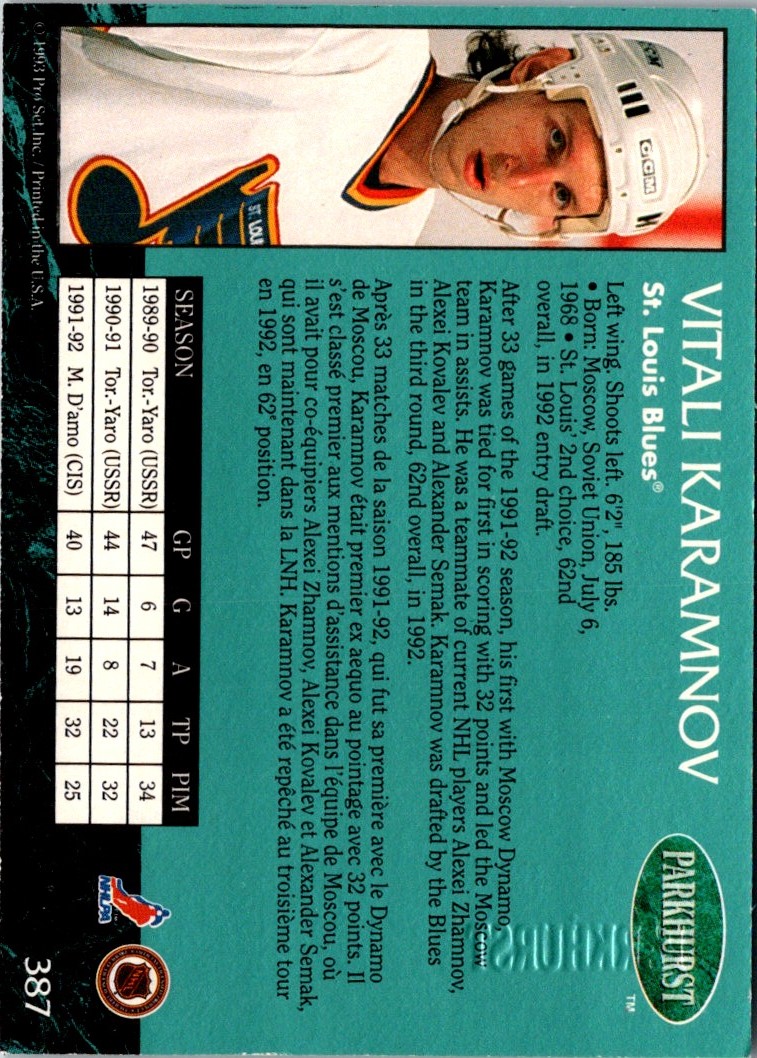 VITALI KARAMNOV
St. Louis Blues®
PARKHURST
™
Left wing. Shoots left. 6'2", 185 lbs.
• Born: Moscow, Soviet Union, July 6,
1968 • St. Louis' 2nd choice, 62nd
overall, in 1992 entry draft.
After 33 games of the 1991-92 season, his first with Moscow Dynamo,
Karamnov was tied for first in scoring with 32 points and led the Moscow
team in assists. He was a teammate of current NHL players Alexei Zhamnov,
Alexei Kovalev and Alexander Semak. Karamnov was drafted by the Blues
in the third round, 62nd overall, in 1992.
Après 33 matches de la saison 1991-92, qui fut sa première avec le Dynamo
de Moscou, Karamnov était premier ex aequo au pointage avec 32 points. Il
s'est classé premier aux mentions d'assistance dans l'équipe de Moscou, où
il avait pour co-équipiers Alexei Zhamnov, Alexei Kovalev et Alexander Semak,
qui sont maintenant dans la LNH. Karamnov a été repêché au troisième tour
en 1992, en 62e position.
SEASON GP G A TP PIM
1989-90 Tor.-Yaro (USSR) 47 6 7 13 34
1990-91 Tor.-Yaro (USSR) 44 14 8 22 32
1991-92 M. D'amo (CIS) 40 13 19 32 25
NHLPA
NHL
387
© 1993 Pro Set, Inc. / Printed in the U.S.A.
CCM
ST. LOUI